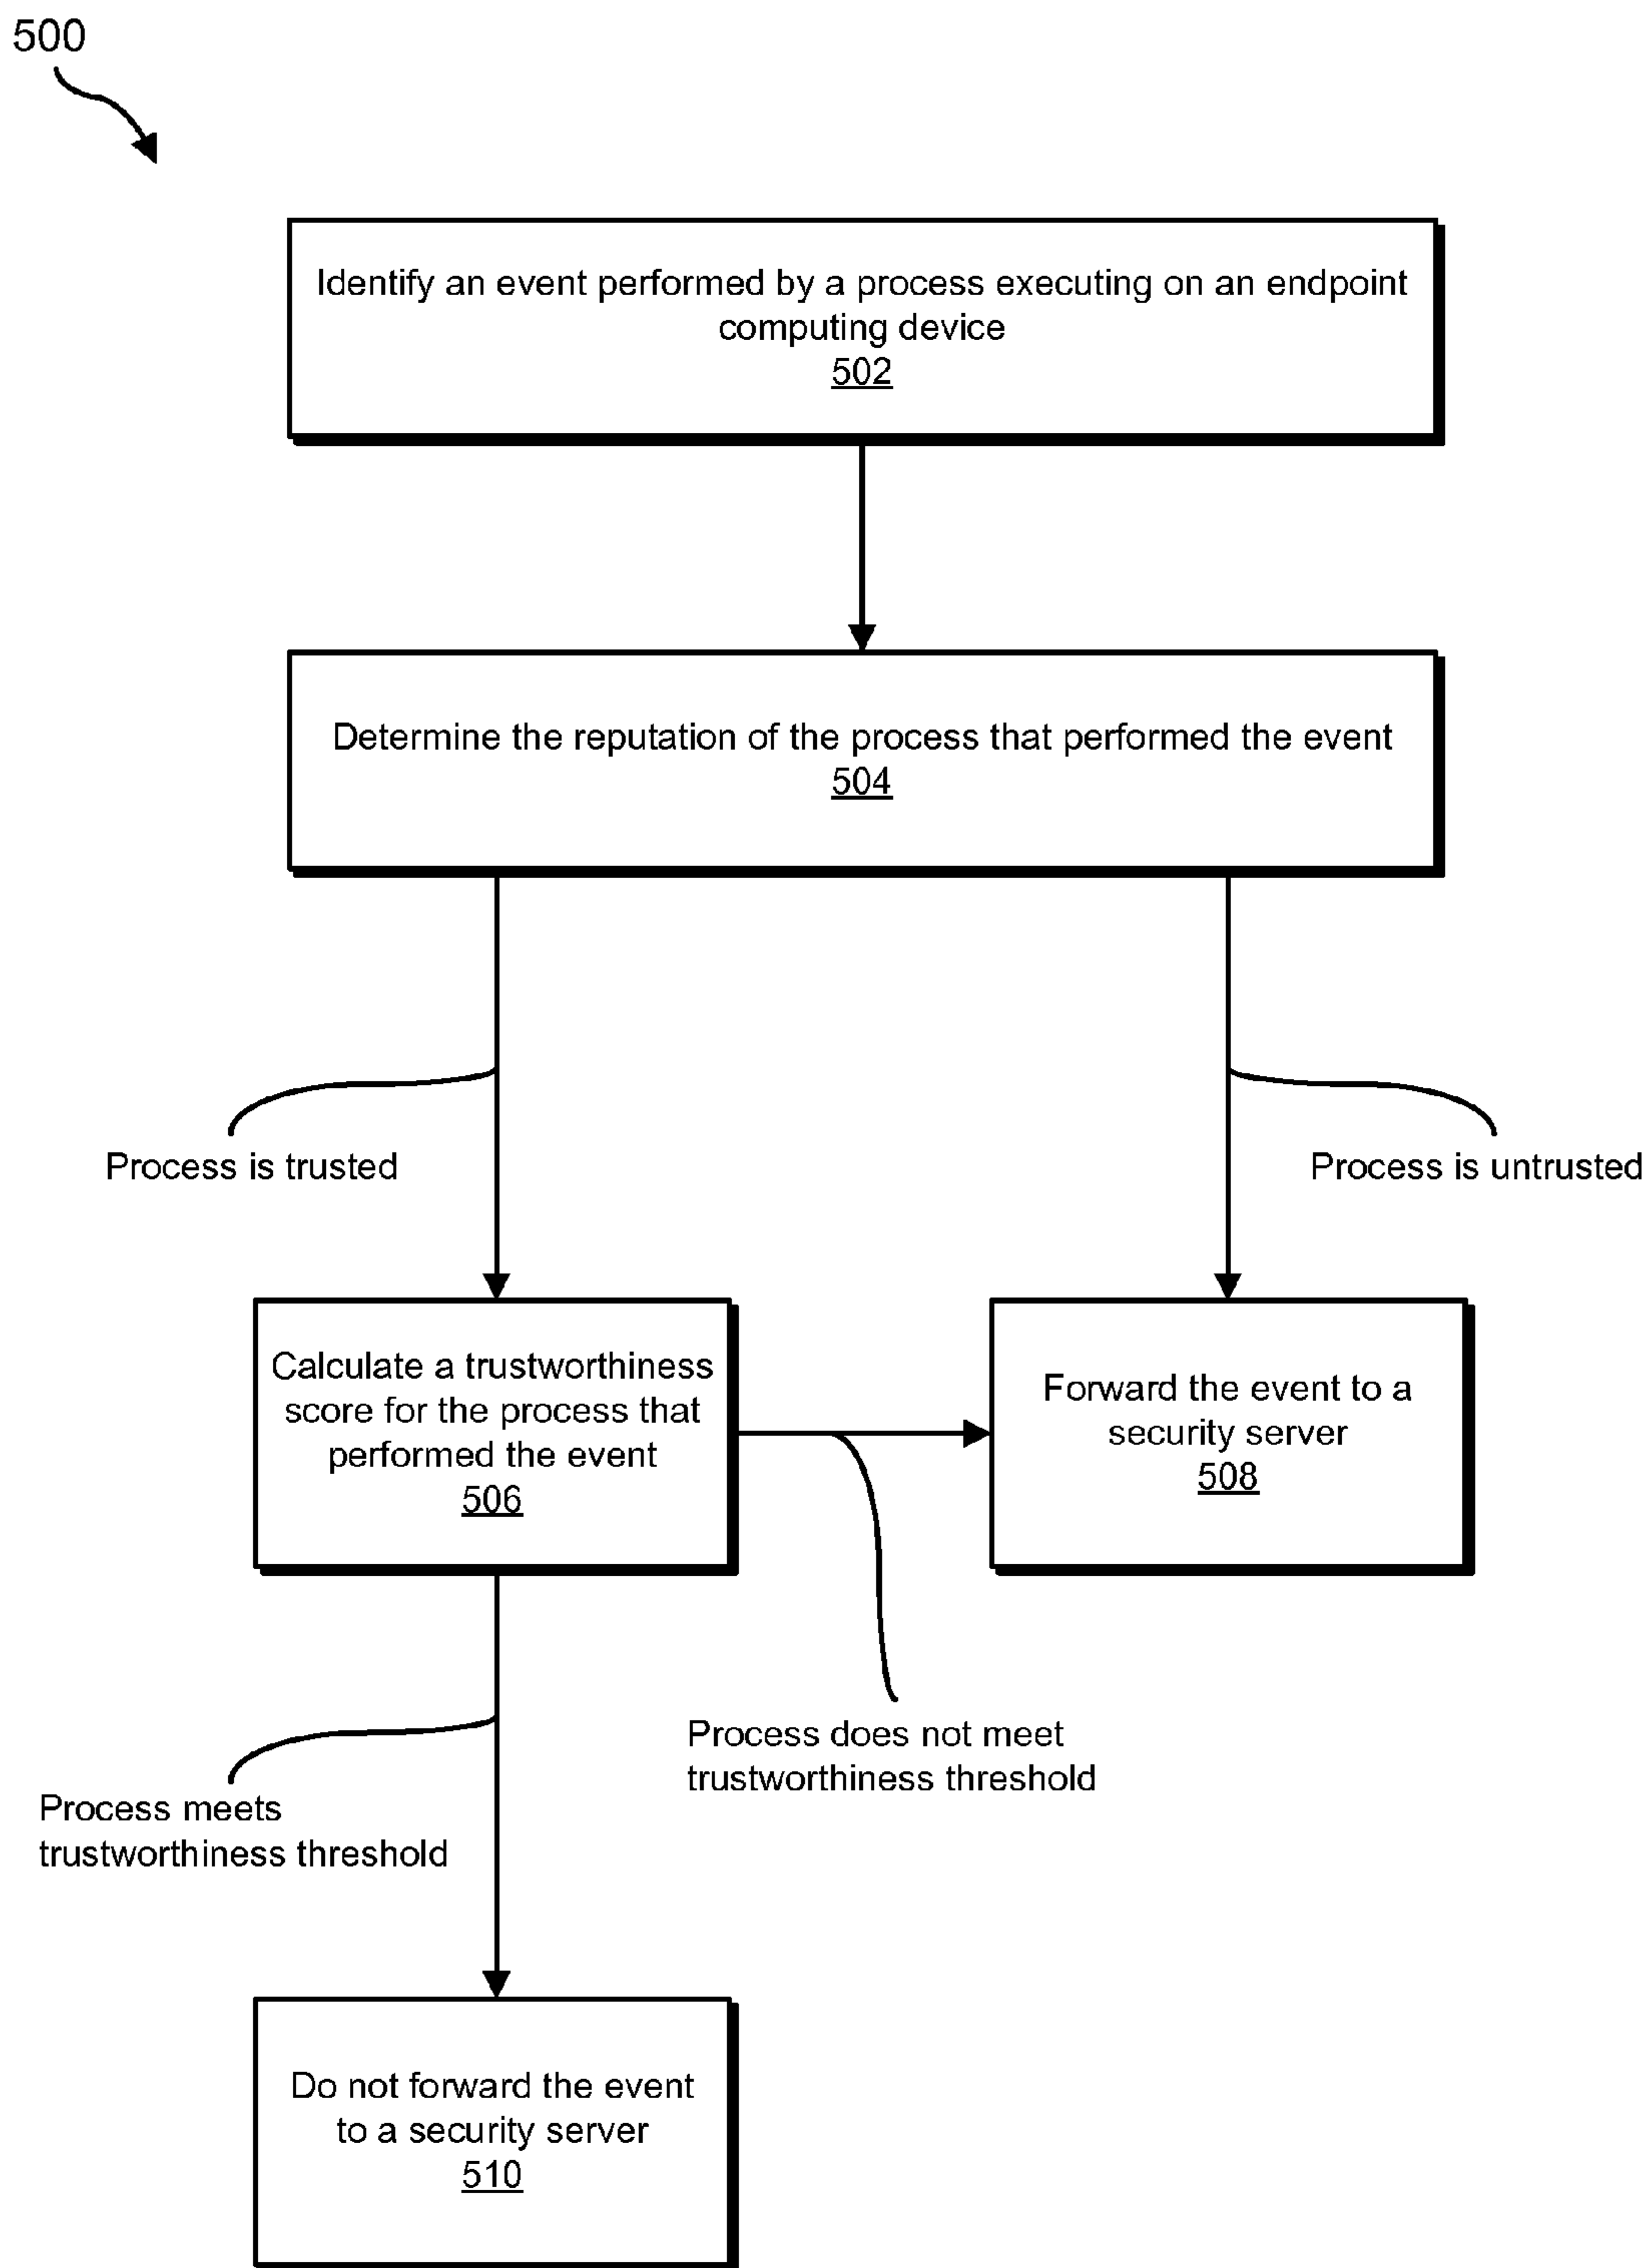 500
Identify an event performed by a process executing on an endpoint
computing device
502
Determine the reputation of the process that performed the event
504
Process is trusted
Process is untrusted
Calculate a trustworthiness
score for the process that
performed the event
506
Forward the event to a
security server
508
Process does not meet
trustworthiness threshold
Process meets
trustworthiness threshold
Do not forward the event
to a security server
510